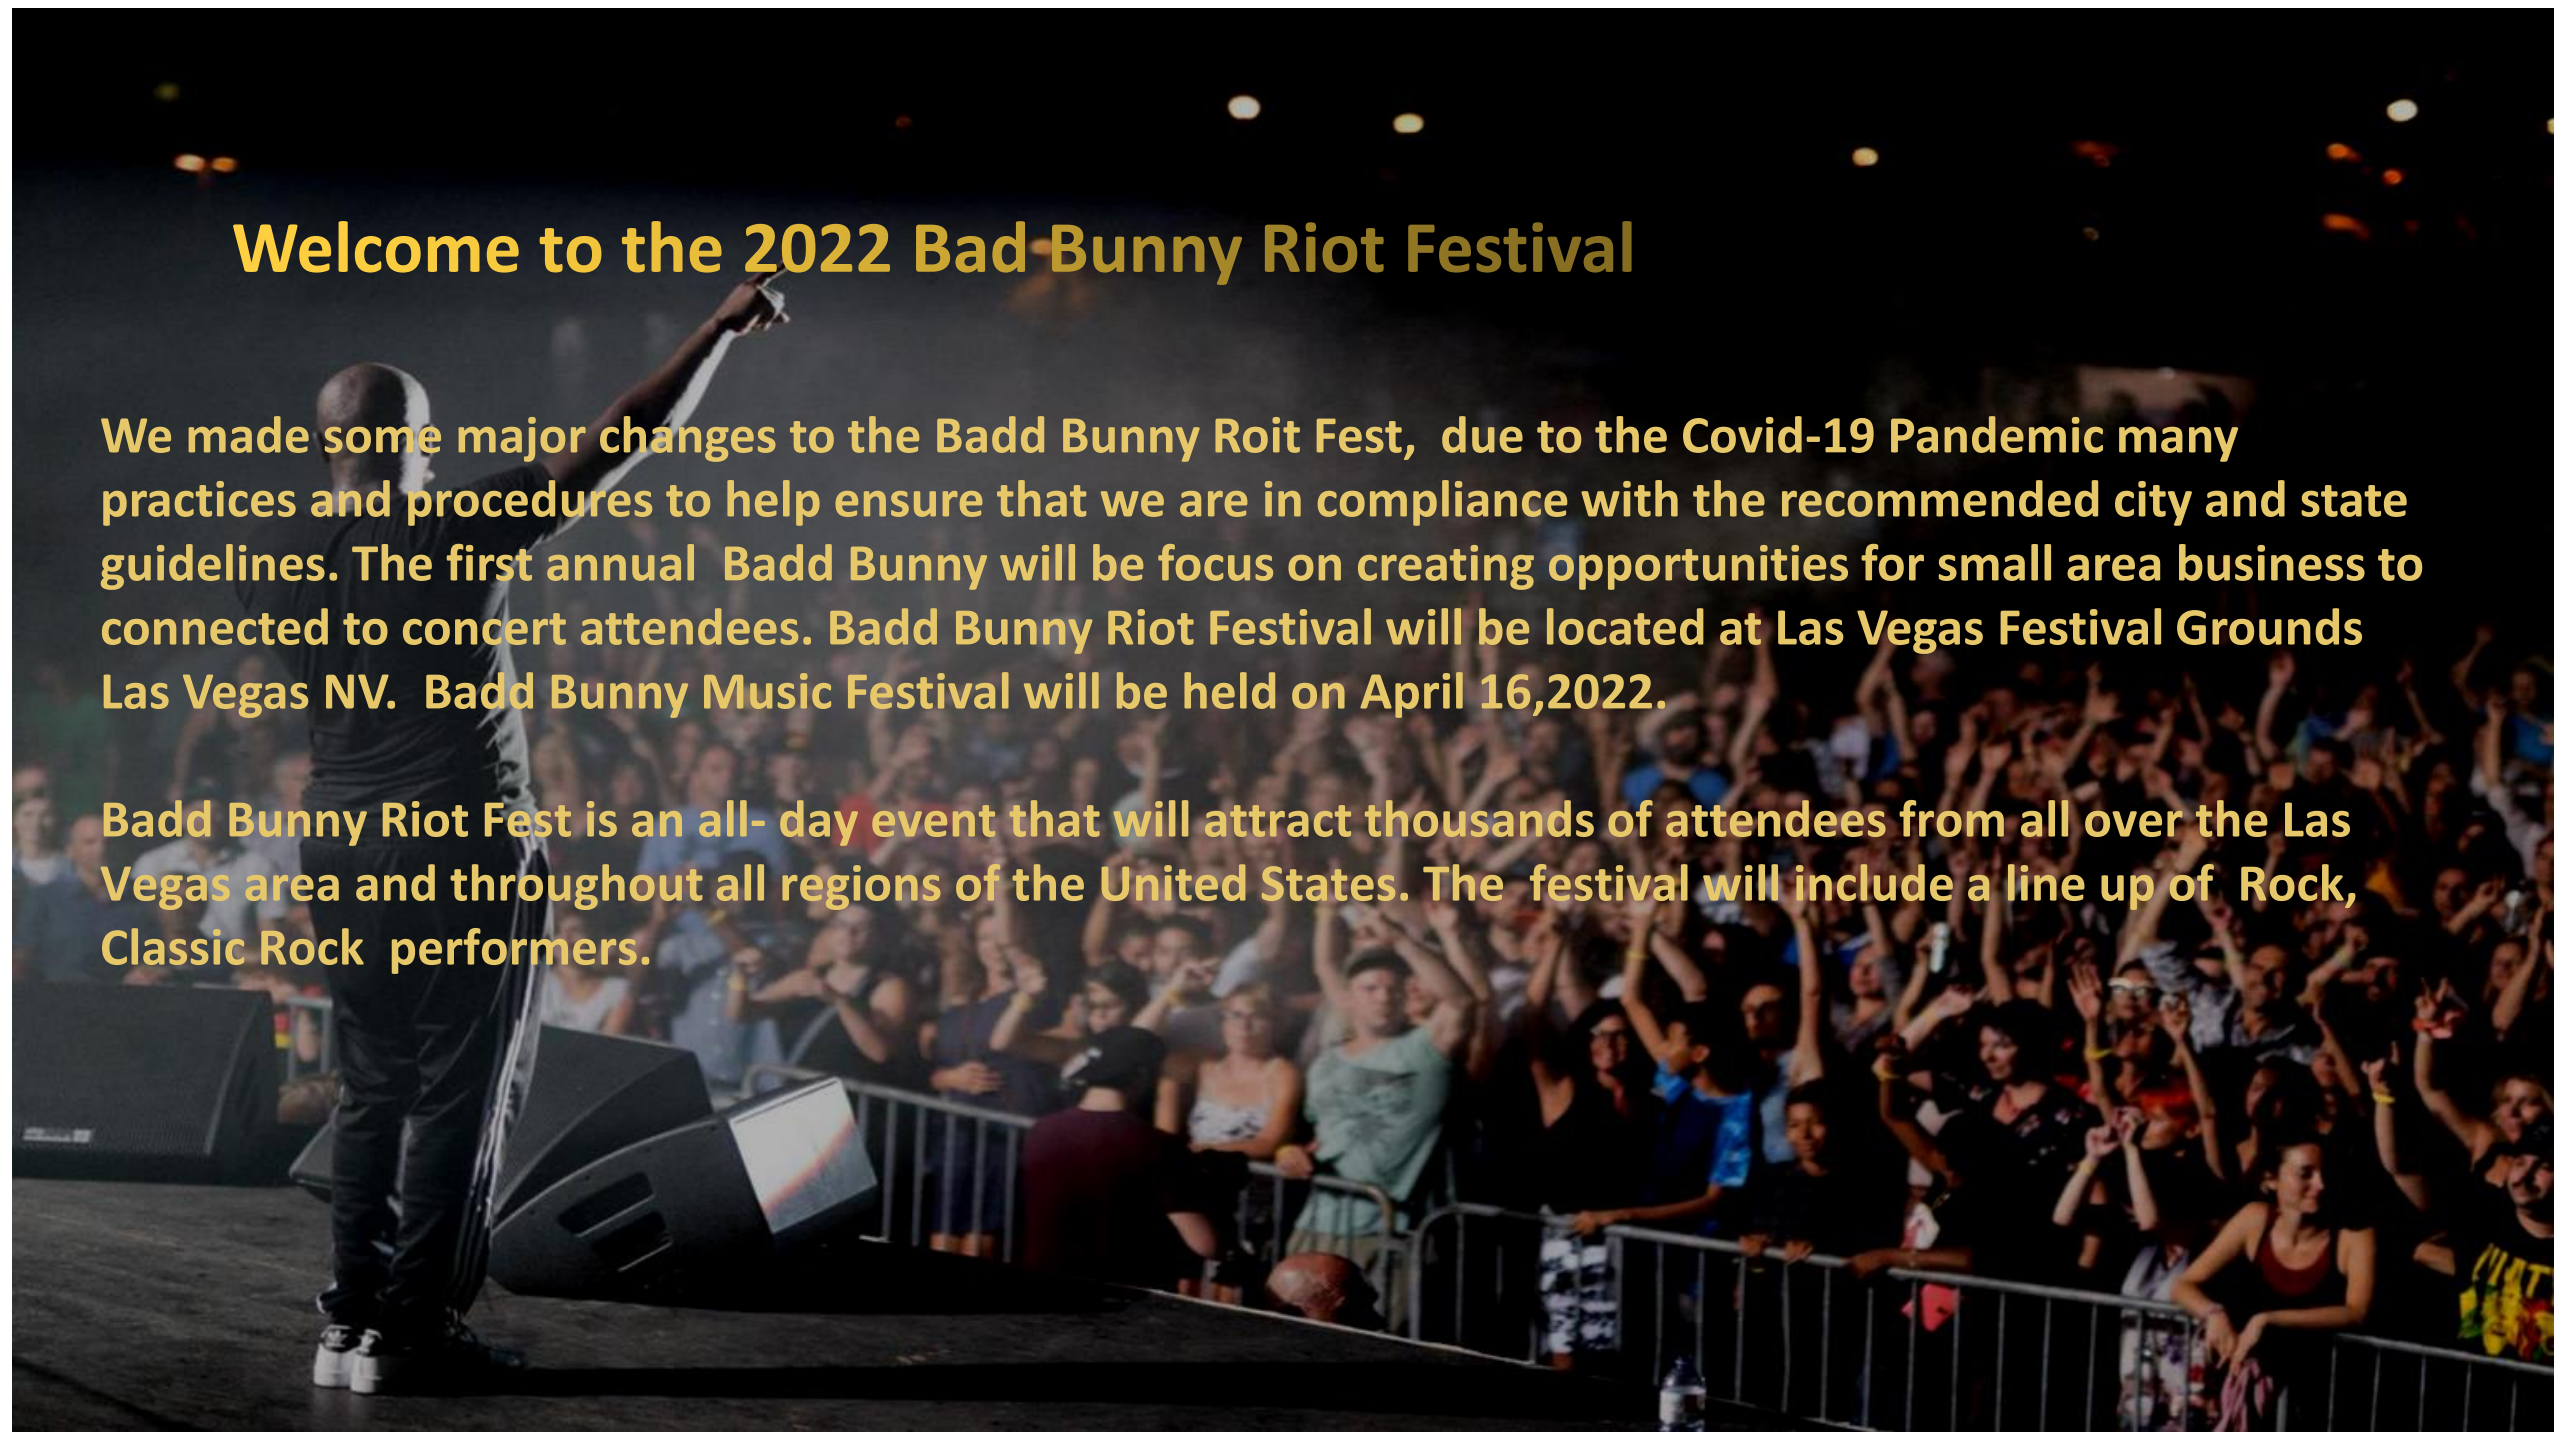 Welcome to the 2022 Bad Bunny Riot Festival
We made some major changes to the Badd Bunny Roit Fest,  due to the Covid-19 Pandemic many
practices and procedures to help ensure that we are in compliance with the recommended city and state
guidelines. The first annual  Badd Bunny will be focus on creating opportunities for small area business to
connected to concert attendees. Badd Bunny Riot Festival will be located at Las Vegas Festival Grounds
Las Vegas NV.  Badd Bunny Music Festival will be held on April 16,2022.
Badd Bunny Riot Fest is an all- day event that will attract thousands of attendees from all over the Las
Vegas area and throughout all regions of the United States. The  festival will include a line up of  Rock,
Classic Rock  performers.